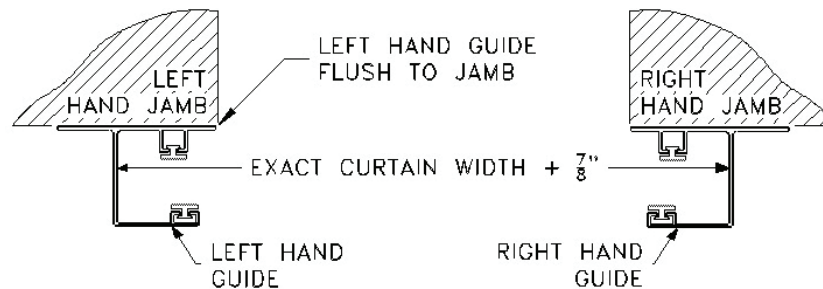 LEFT HAND GUIDE
FLUSH TO JAMB
LEFT
HAND JAMB
RIGHT
HAND JAMB
EXACT CURTAIN WIDTH + 7/8"
LEFT HAND
GUIDE
RIGHT HAND
GUIDE